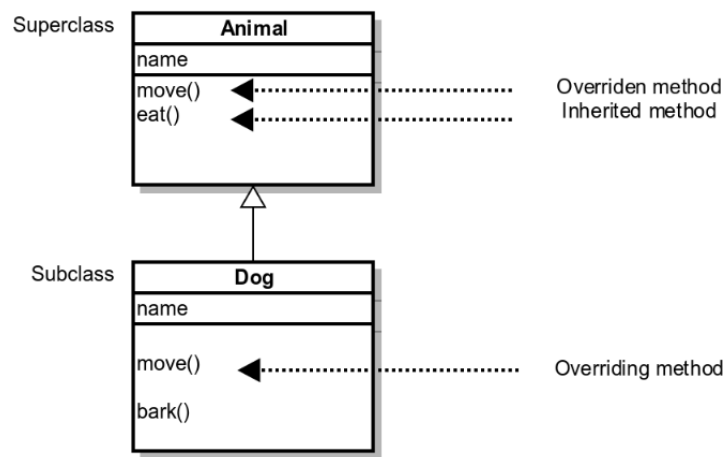 Superclass
Animal
name
move()
Overriden method
eat()
Inherited method
Subclass
Dog
name
move()
Overriding method
bark()